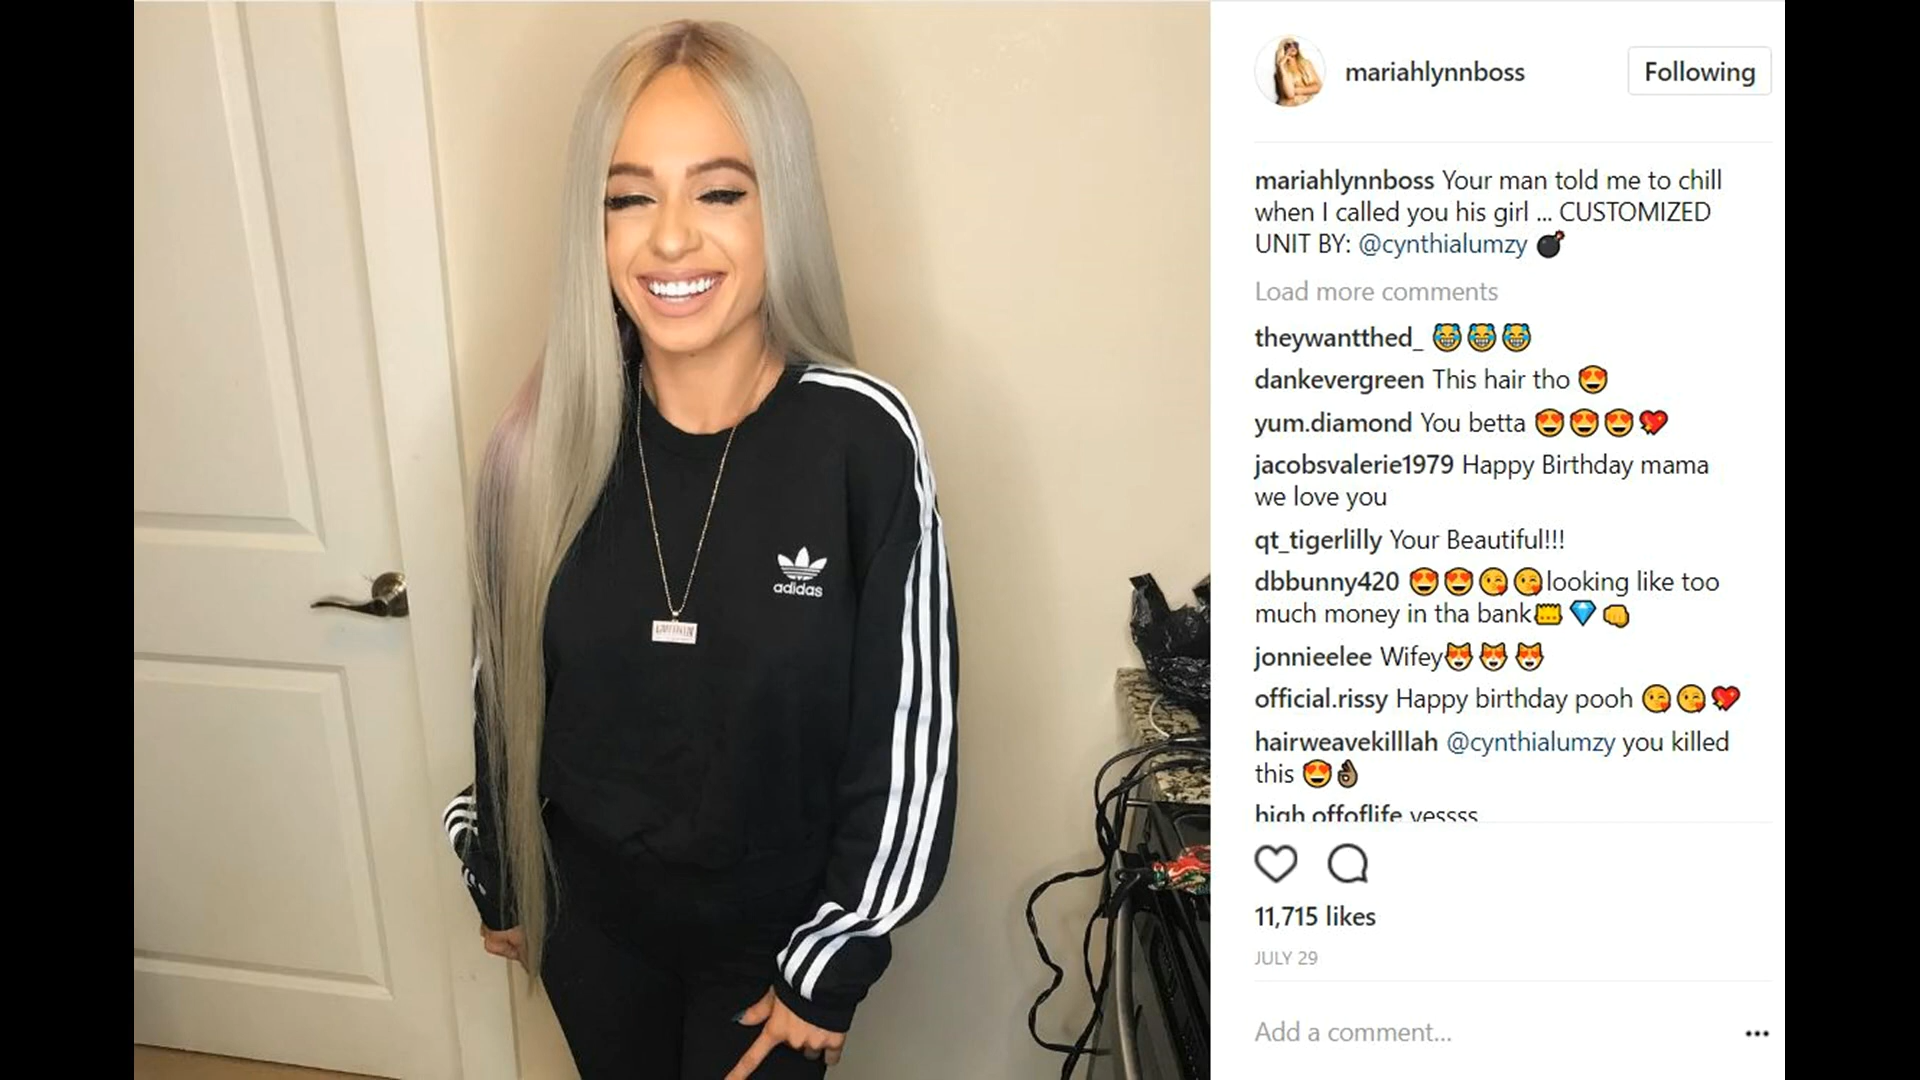 adidas
mariahlynnboss
Following
mariahlynnboss Your man told me to chill
when I called you his girl ... CUSTOMIZED
UNIT BY: @cynthialumzy 💣
Load more comments
theywantthed_ 😹😹😹
dankevergreen This hair tho 😍
yum.diamond You betta 😍😍😍💖
jacobsvalerie1979 Happy Birthday mama
we love you
qt_tigerlilly Your Beautiful!!!
dbbunny420 😍😍😘😘looking like too
much money in tha bank👑💎👊
jonnieelee Wifey😻😻😻
official.rissy Happy birthday pooh 😘😘💖
hairweavekilllah @cynthialumzy you killed
this 😍👌🏾
high_offoflife yessss
11,715 likes
JULY 29
Add a comment...